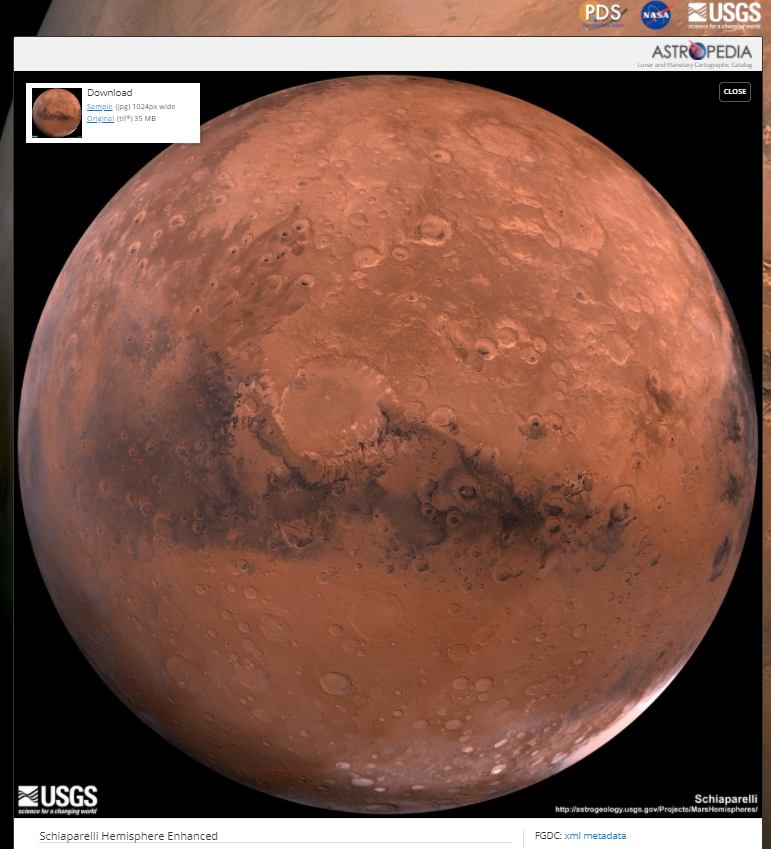 PDS
NASA
USGS
science for a changing world
ASTROPEDIA
Lunar and Planetary Cartographic Catalog
Download
Sample (jpg) 1024px wide
Original (tif*) 35 MB
CLOSE
USGS
science for a changing world
Schiaparelli
http://astrogeology.usgs.gov/Projects/MarsHemispheres/
Schiaparelli Hemisphere Enhanced
FGDC: xml metadata